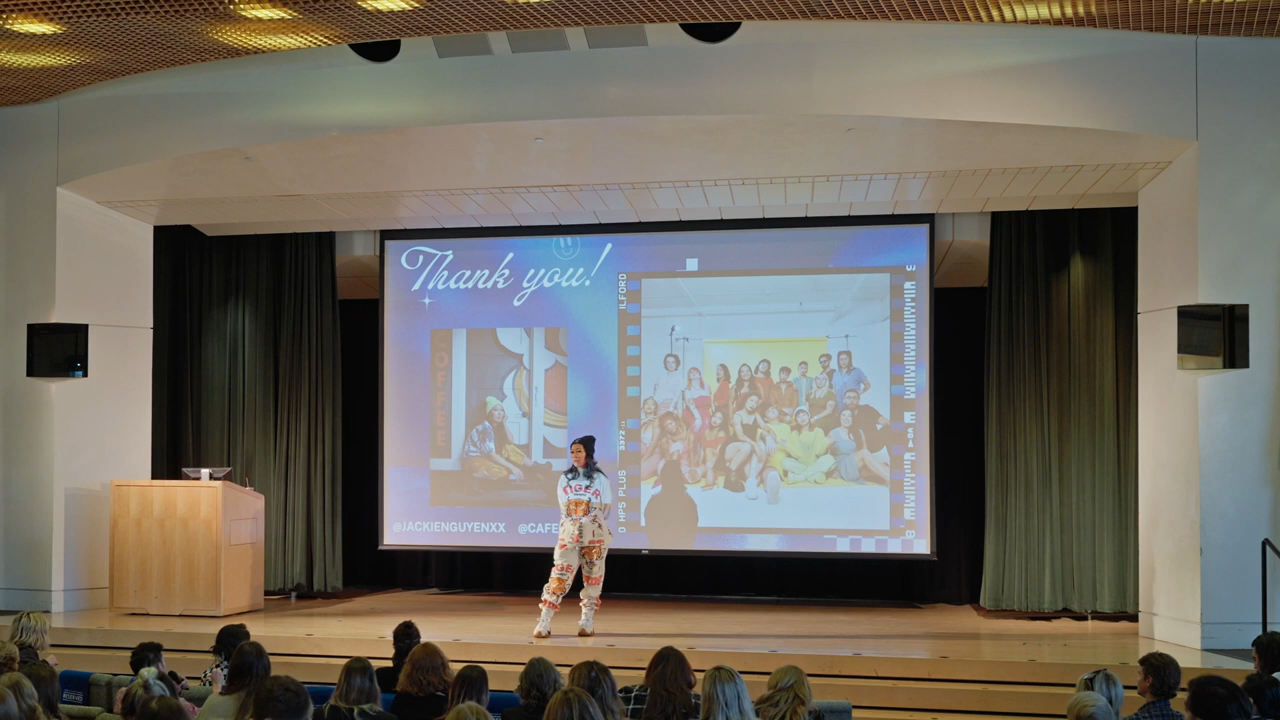 Thank you!
COFFEE
@JACKIENGUYENXX @CAFE
ILFORD
HP5 PLUS
TIGER